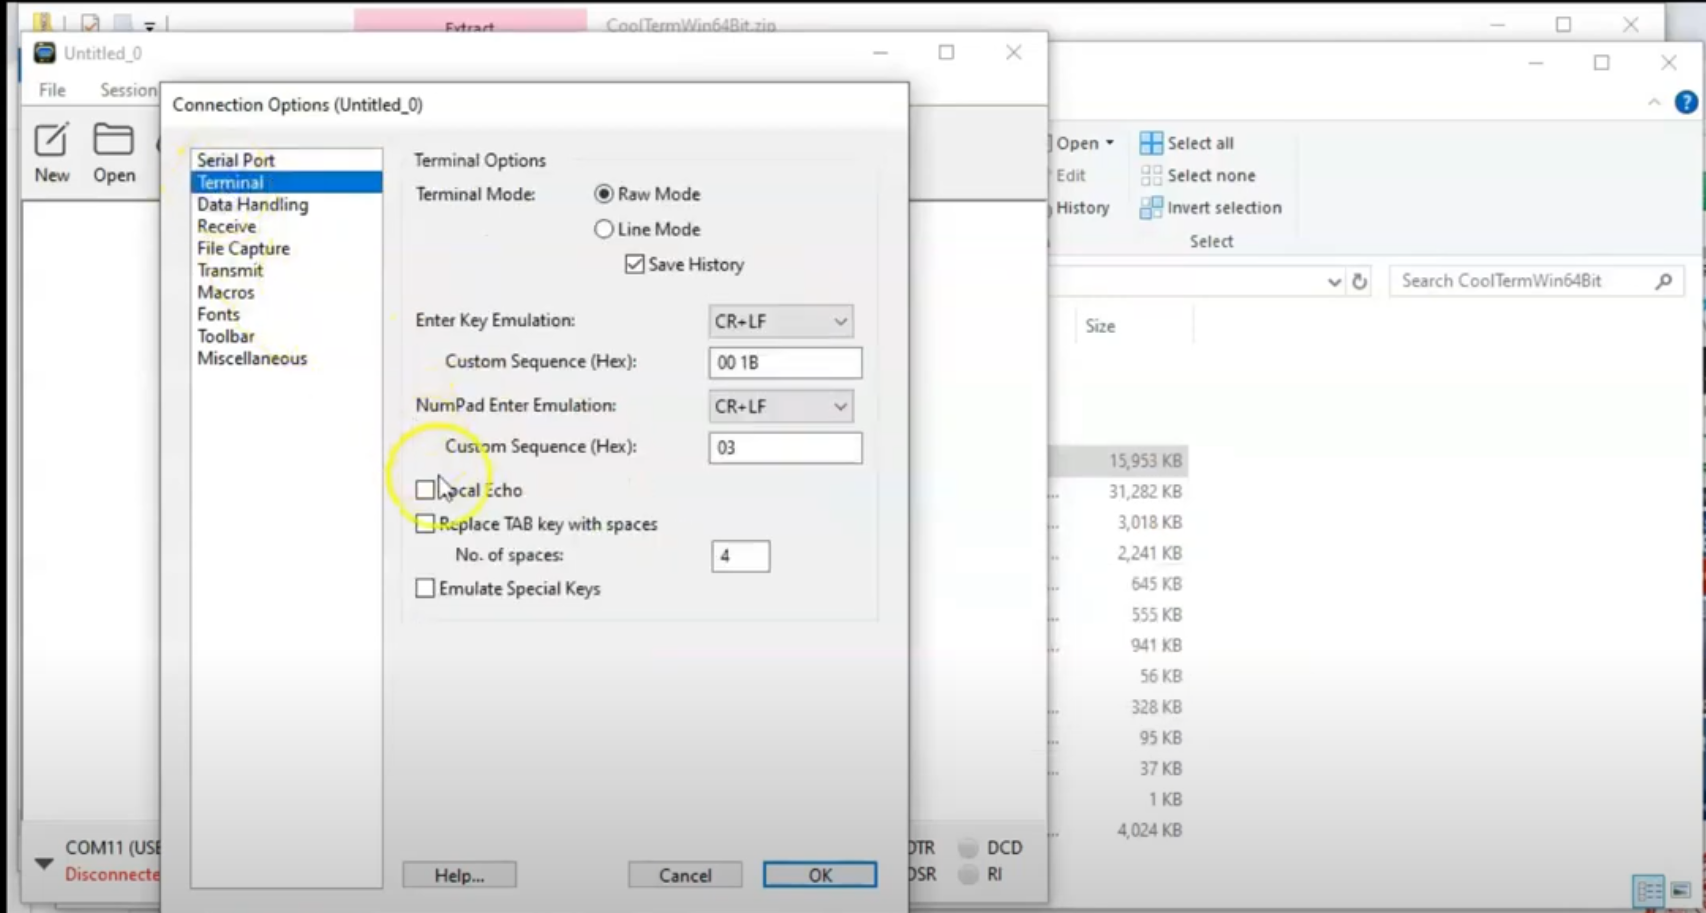 Extract
CoolTermWin64Bit.zip
Untitled_0
File Session
New Open
Connection Options (Untitled_0)
Serial Port
Terminal
Data Handling
Receive
File Capture
Transmit
Macros
Fonts
Toolbar
Miscellaneous
Terminal Options
Terminal Mode: Raw Mode
Line Mode
Save History
Enter Key Emulation: CR+LF
Custom Sequence (Hex): 00 1B
NumPad Enter Emulation: CR+LF
Custom Sequence (Hex): 03
Local Echo
Replace TAB key with spaces
No. of spaces: 4
Emulate Special Keys
Help... Cancel OK
COM11 (USB
Disconnecte
DTR DCD
DSR RI
Open Select all
Edit Select none
History Invert selection
Select
Search CoolTermWin64Bit
Size
15,953 KB
... 31,282 KB
... 3,018 KB
... 2,241 KB
... 645 KB
... 555 KB
... 941 KB
56 KB
... 328 KB
... 95 KB
... 37 KB
1 KB
... 4,024 KB